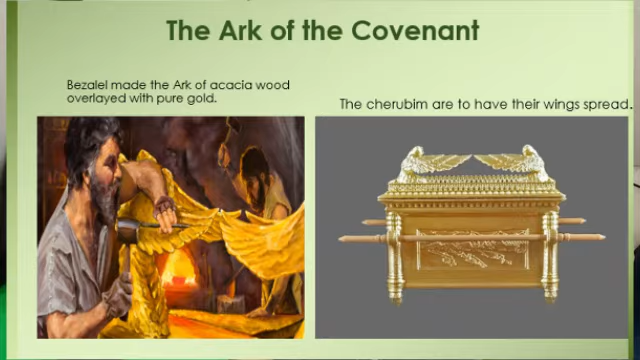 The Ark of the Covenant
Bezalel made the Ark of acacia wood
overlayed with pure gold.
The cherubim are to have their wings spread.